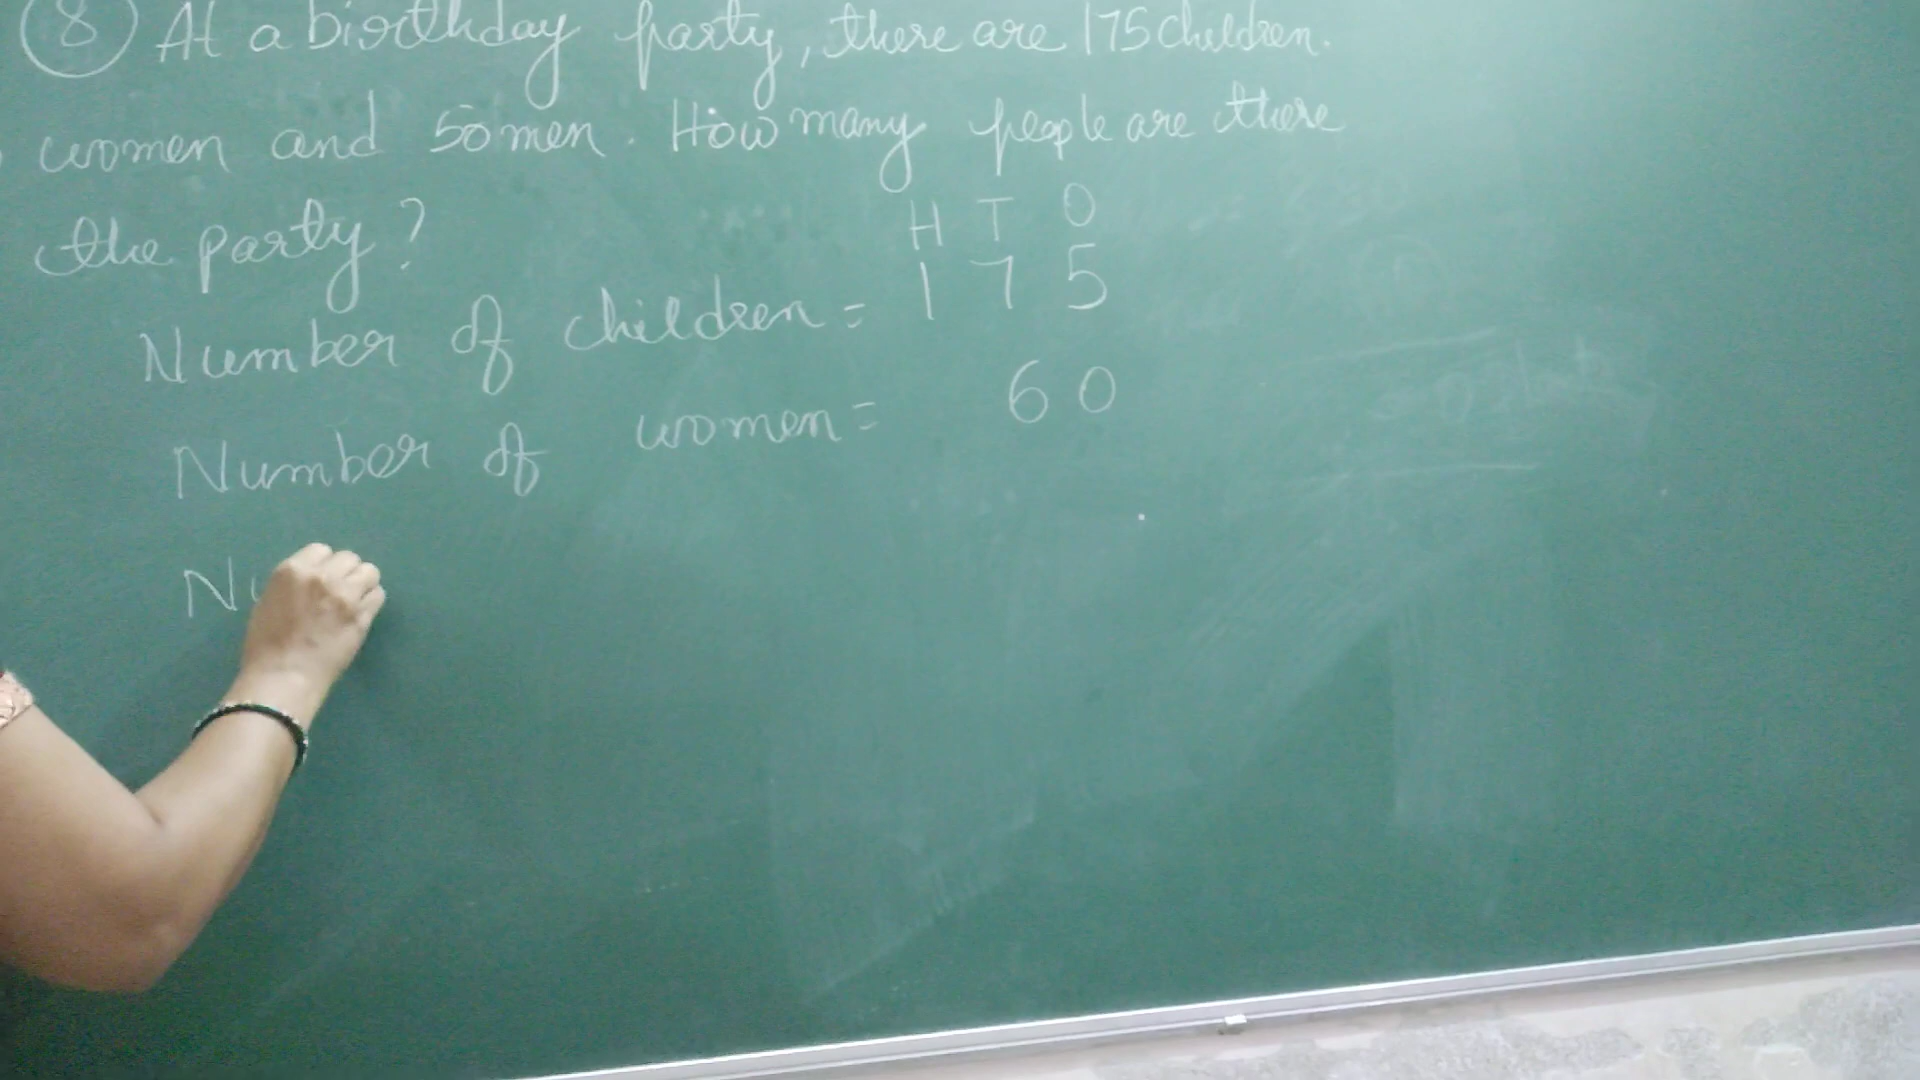 8 At a birthday party, there are 175 children.
women and 50 men. How many people are there
the party?
H T O
Number of children = 1 7 5
Number of women = 6 0
Nu